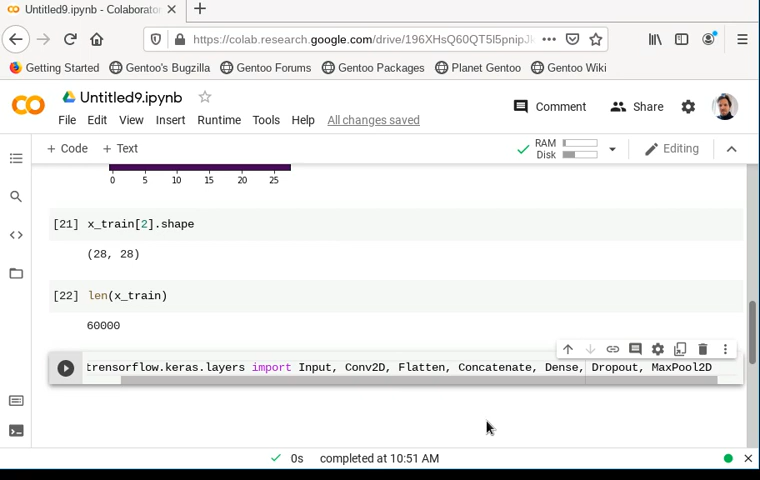 Untitled9.ipynb - Colaborator
https://colab.research.google.com/drive/196XHsQ60QT5l5pnipJ
Getting Started Gentoo's Bugzilla Gentoo Forums Gentoo Packages Planet Gentoo Gentoo Wiki
Untitled9.ipynb
Comment Share
File Edit View Insert Runtime Tools Help All changes saved
+ Code + Text RAM Disk Editing
0 5 10 15 20 25
[21] x_train[2].shape
(28, 28)
[22] len(x_train)
60000
trensorflow.keras.layers import Input, Conv2D, Flatten, Concatenate, Dense, Dropout, MaxPool2D
0s completed at 10:51 AM